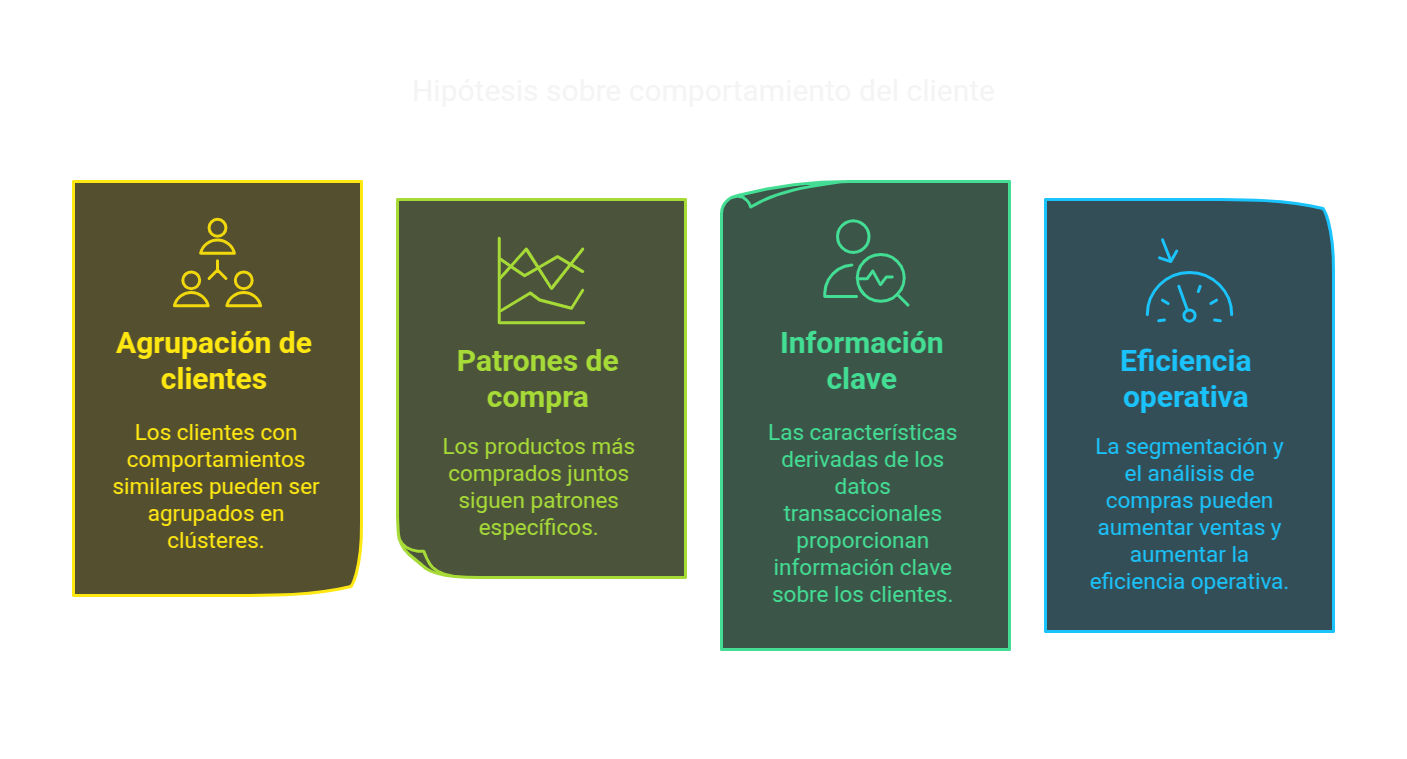 Hipótesis sobre comportamiento del cliente
Agrupación de
clientes
Los clientes con
comportamientos
similares pueden ser
agrupados en
clústeres.
Patrones de
compra
Los productos más
comprados juntos
siguen patrones
específicos.
Información
clave
Las características
derivadas de los
datos
transaccionales
proporcionan
información clave
sobre los clientes.
Eficiencia
operativa
La segmentación y
el análisis de
compras pueden
aumentar ventas y
aumentar la
eficiencia operativa.